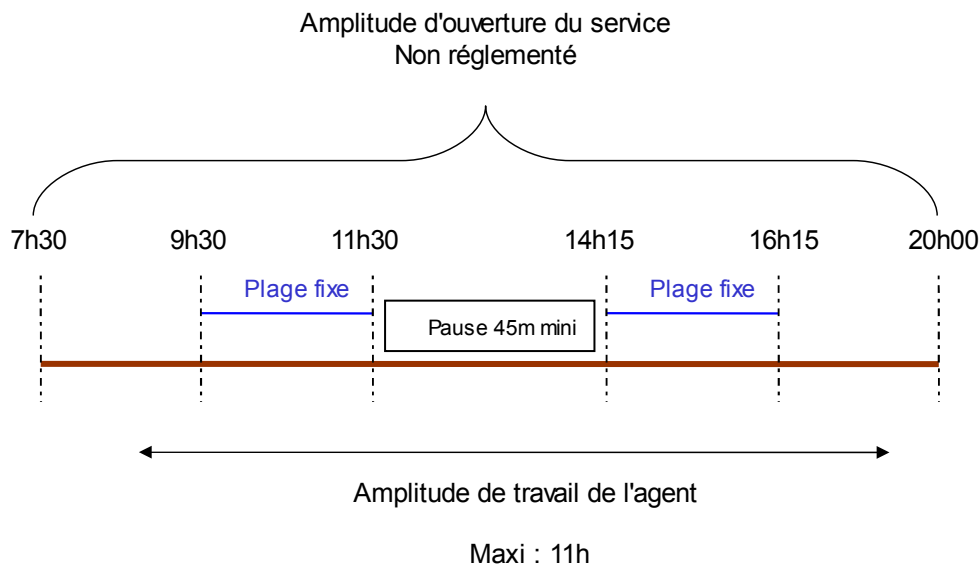 Amplitude d'ouverture du service
Non réglementé
7h30 9h30 11h30 14h15 16h15 20h00
Plage fixe Plage fixe
Pause 45m mini
Amplitude de travail de l'agent
Maxi : 11h